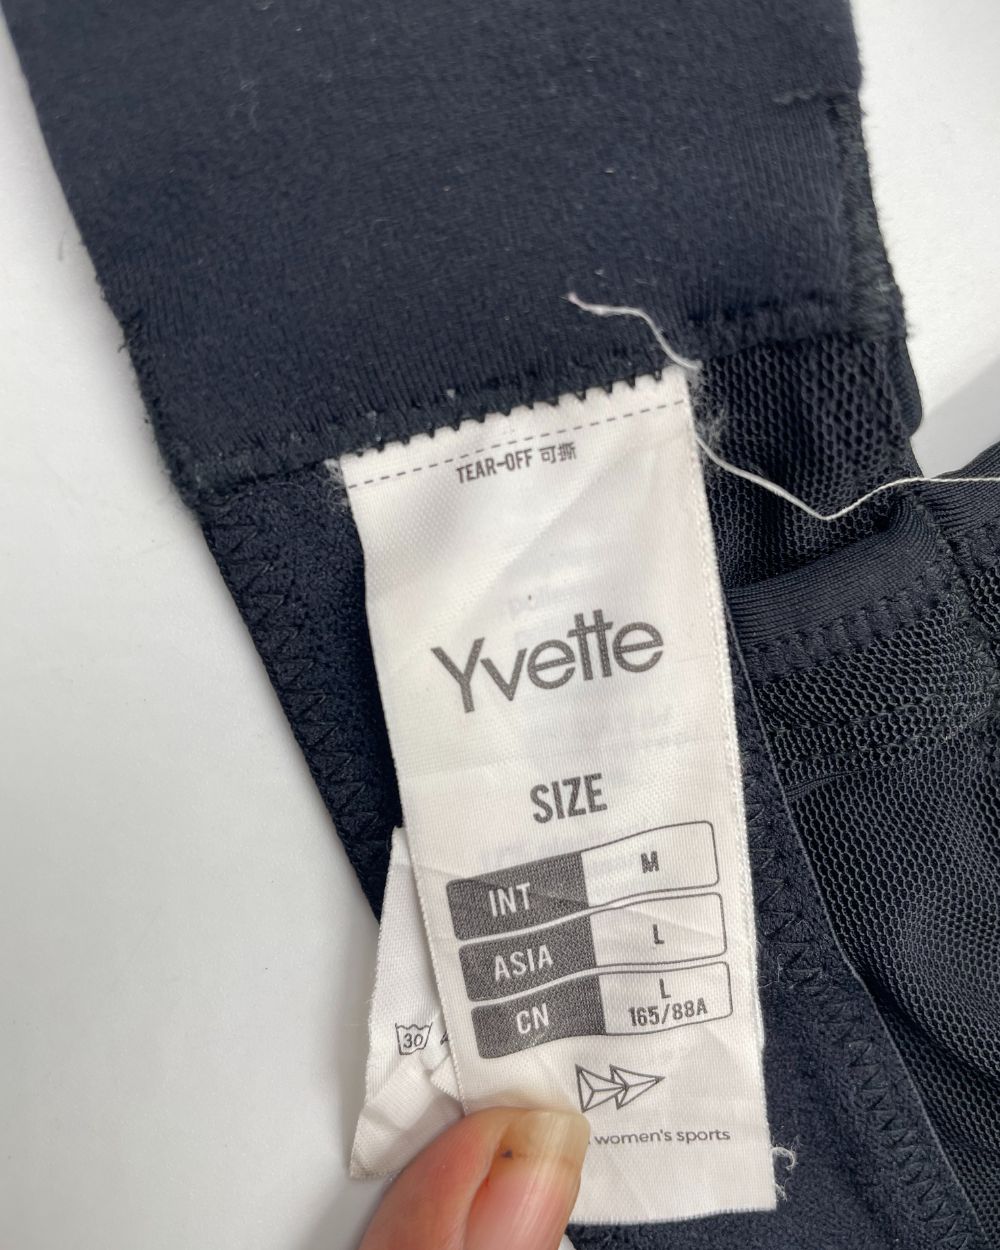 TEAR-OFF 可撕
Yvette
SIZE
INT M
ASIA L
CN L
165/88A
women's sports
30